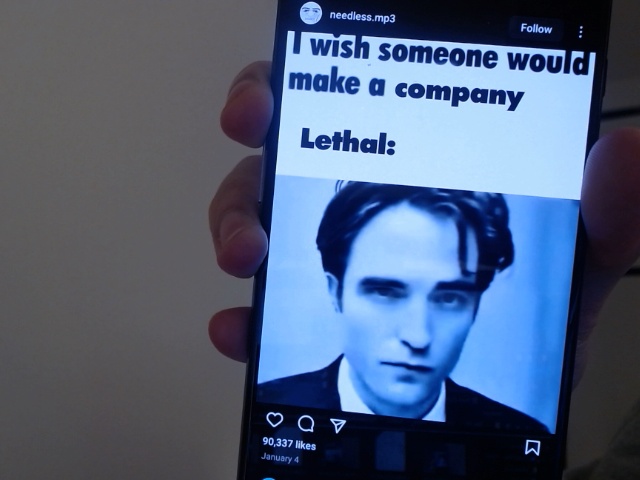 needless.mp3
Follow
I wish someone would
make a company
Lethal:
90,337 likes
January 4